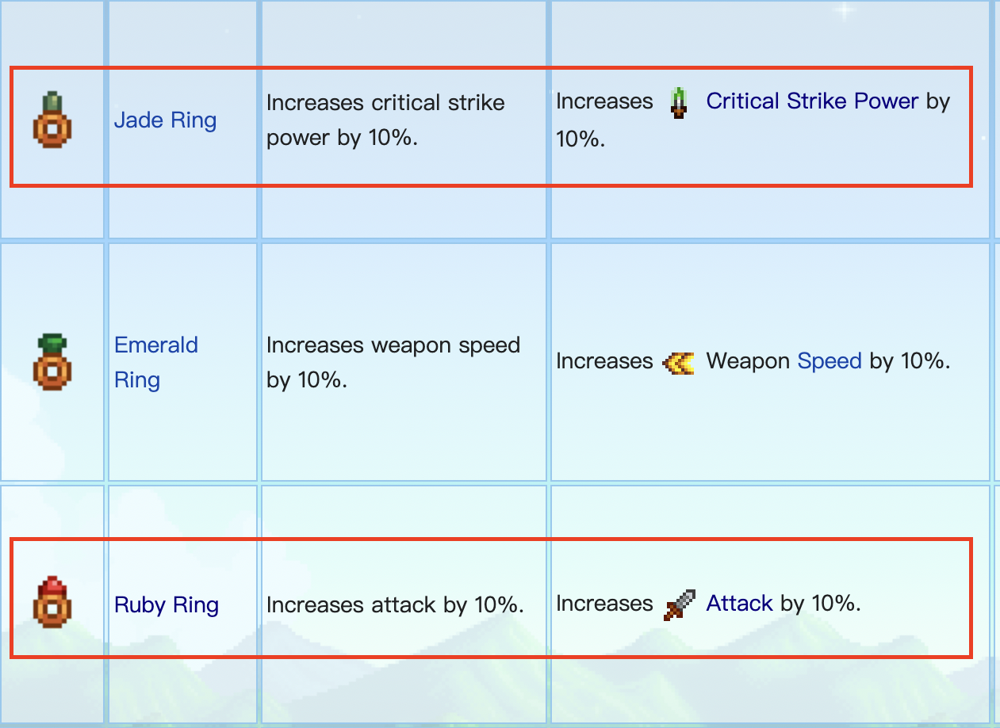 Jade Ring
Increases critical strike
power by 10%.
Increases Critical Strike Power by
10%.
Emerald
Ring
Increases weapon speed
by 10%.
Increases Weapon Speed by 10%.
Ruby Ring
Increases attack by 10%.
Increases Attack by 10%.